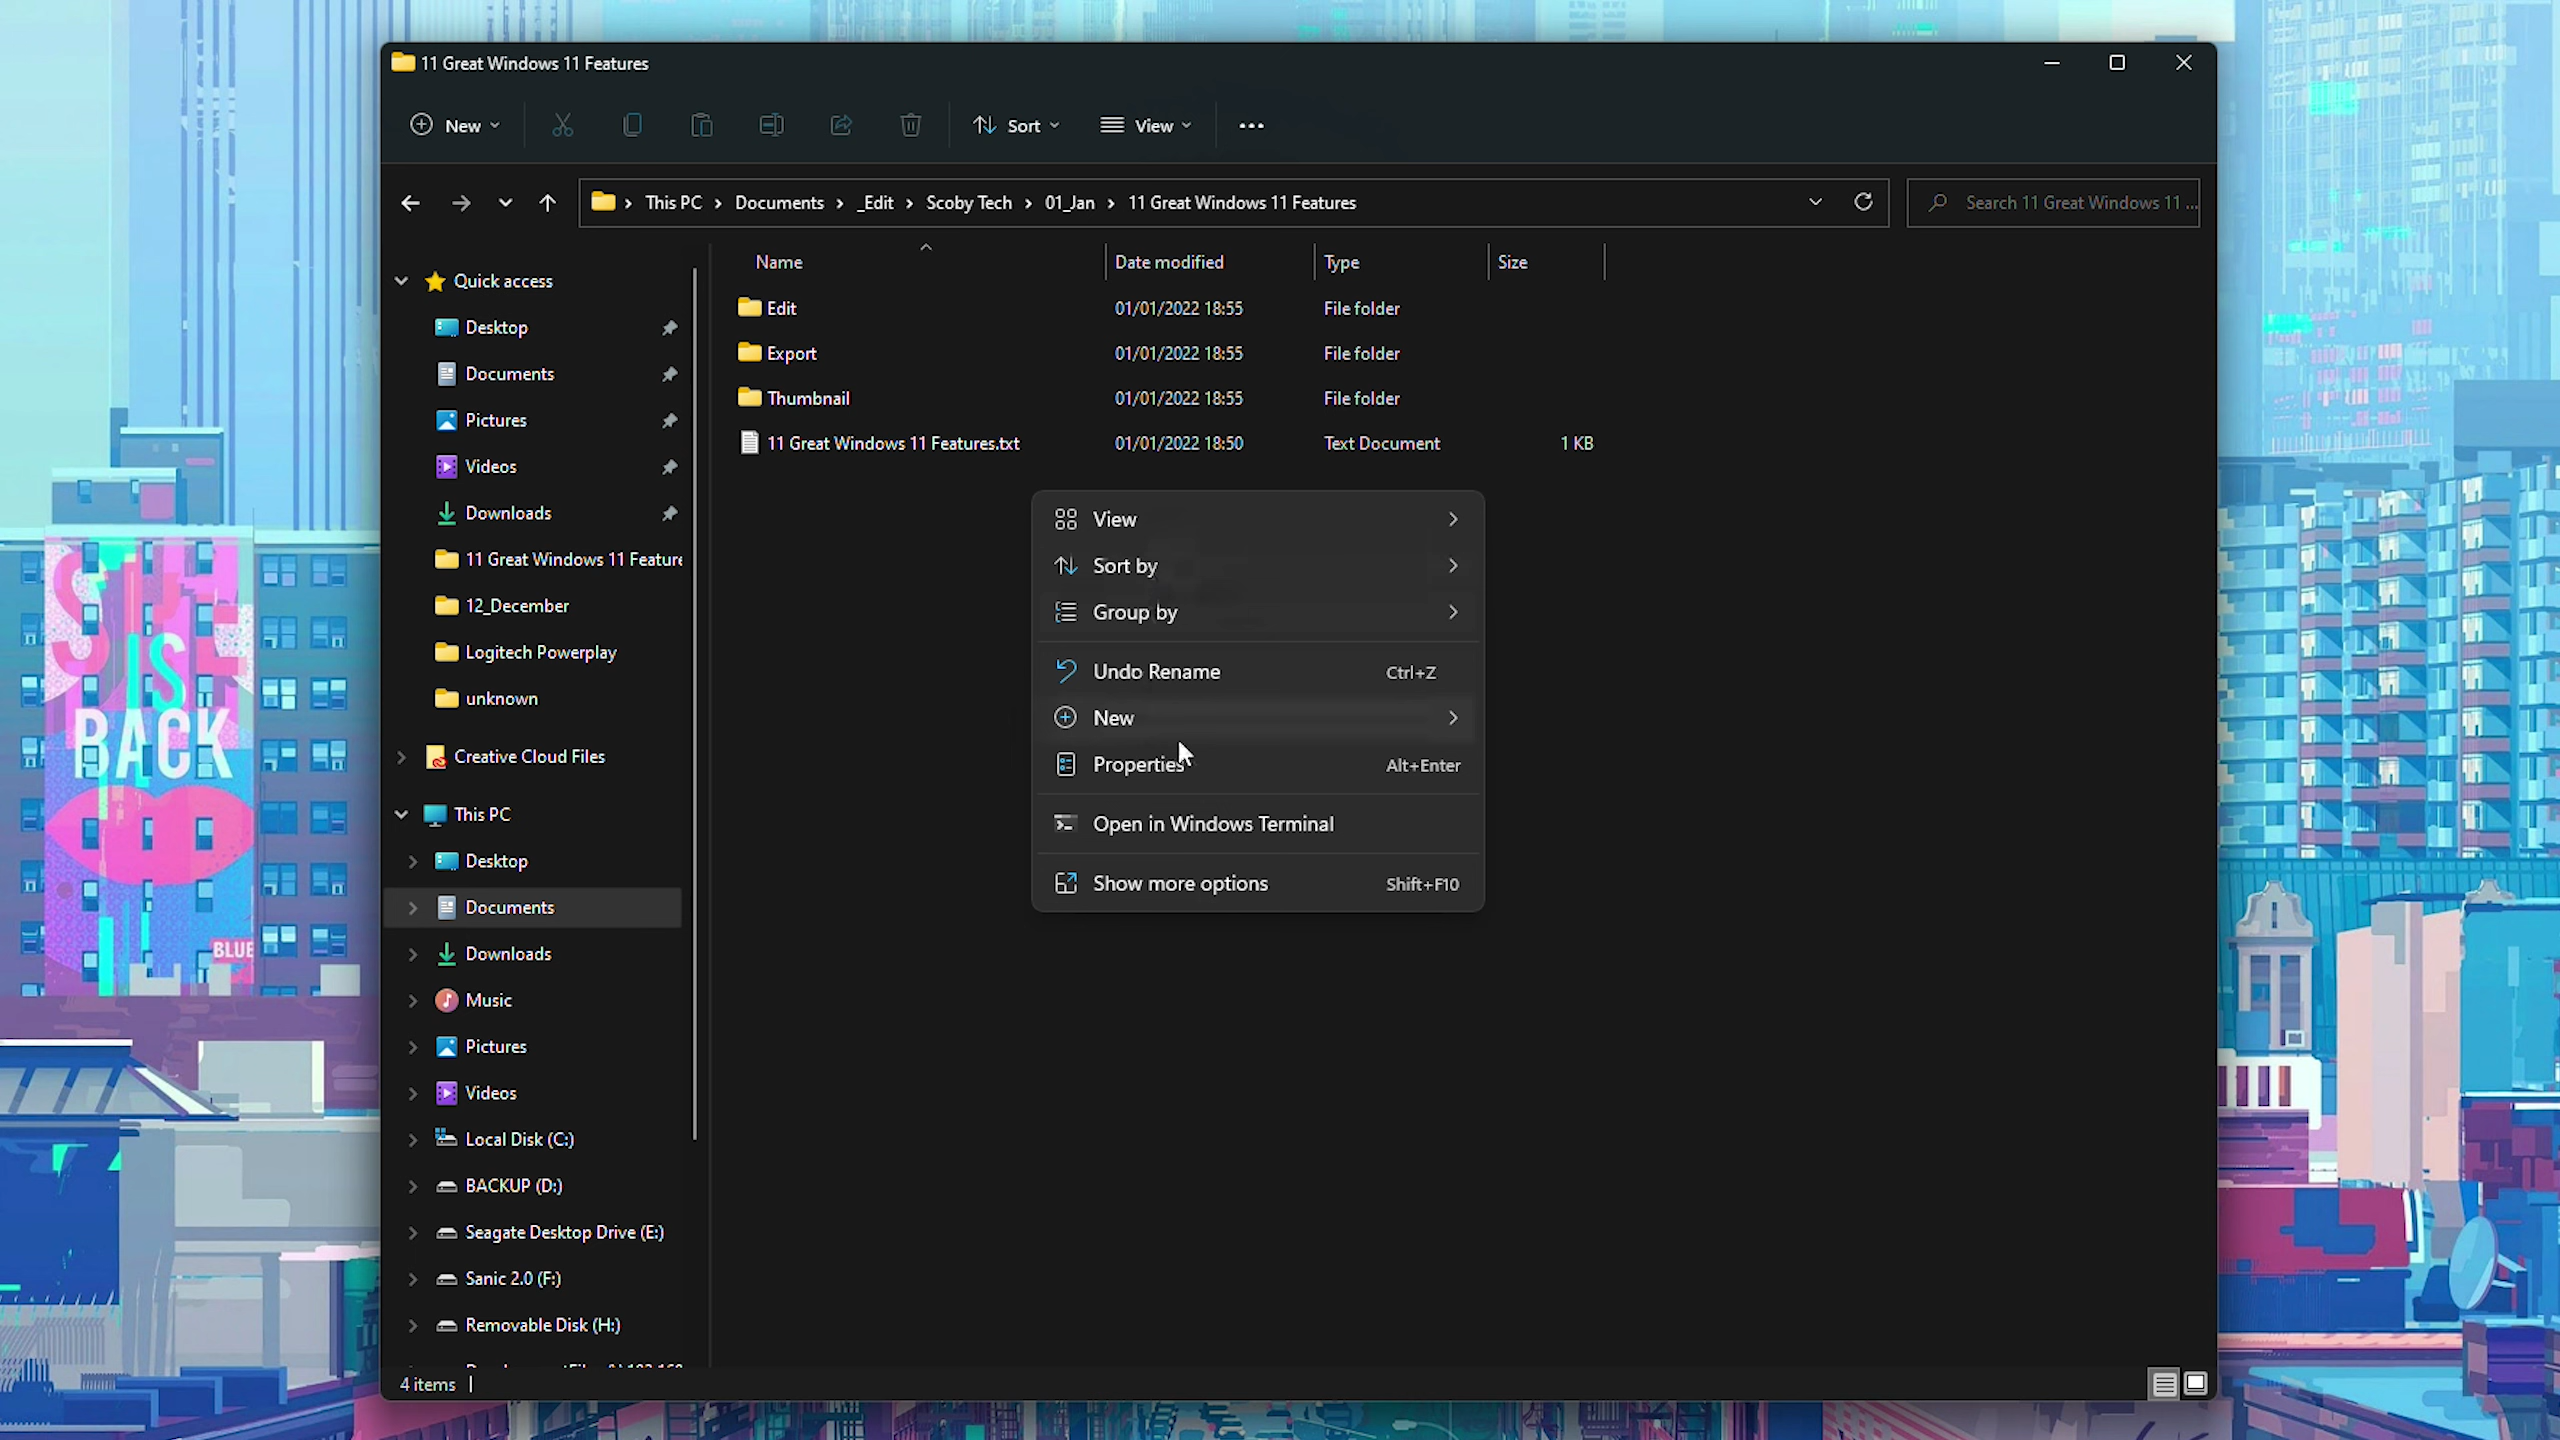 11 Great Windows 11 Features
New
Sort
View
This PC > Documents > _Edit > Scoby Tech > 01_Jan > 11 Great Windows 11 Features
Search 11 Great Windows 11 ...
Name Date modified Type Size
Edit 01/01/2022 18:55 File folder
Export 01/01/2022 18:55 File folder
Thumbnail 01/01/2022 18:55 File folder
11 Great Windows 11 Features.txt 01/01/2022 18:50 Text Document 1 KB
Quick access
Desktop
Documents
Pictures
Videos
Downloads
11 Great Windows 11 Feature
12_December
Logitech Powerplay
unknown
Creative Cloud Files
This PC
Desktop
Documents
Downloads
Music
Pictures
Videos
Local Disk (C:)
BACKUP (D:)
Seagate Desktop Drive (E:)
Sanic 2.0 (F:)
Removable Disk (H:)
4 items
View
Sort by
Group by
Undo Rename Ctrl+Z
New
Properties Alt+Enter
Open in Windows Terminal
Show more options Shift+F10
IS
BACK
BLUE